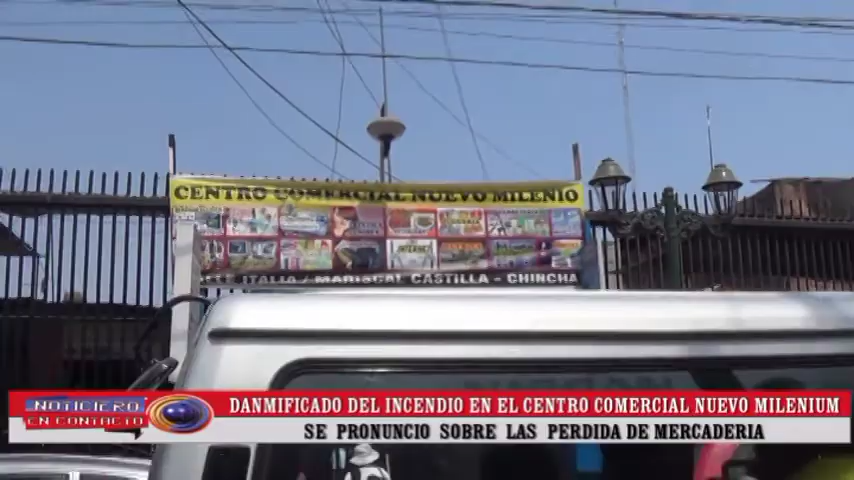 CENTRO COMERCIAL NUEVO MILENIO
INTERNET
ITALIA / MARISCAL CASTILLA - CHINCHA
NOTICIERO
EN CONTACTO
DANMIFICADO DEL INCENDIO EN EL CENTRO COMERCIAL NUEVO MILENIUM
SE PRONUNCIO SOBRE LAS PERDIDA DE MERCADERIA